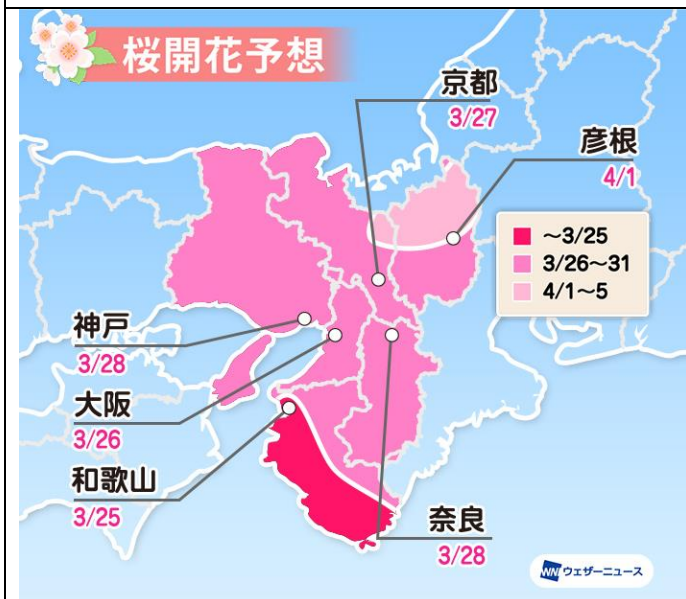 桜開花予想
京都
3/27
彦根
4/1
～3/25
3/26～31
4/1～5
神戸
3/28
大阪
3/26
和歌山
3/25
奈良
3/28
WNI ウェザーニュース